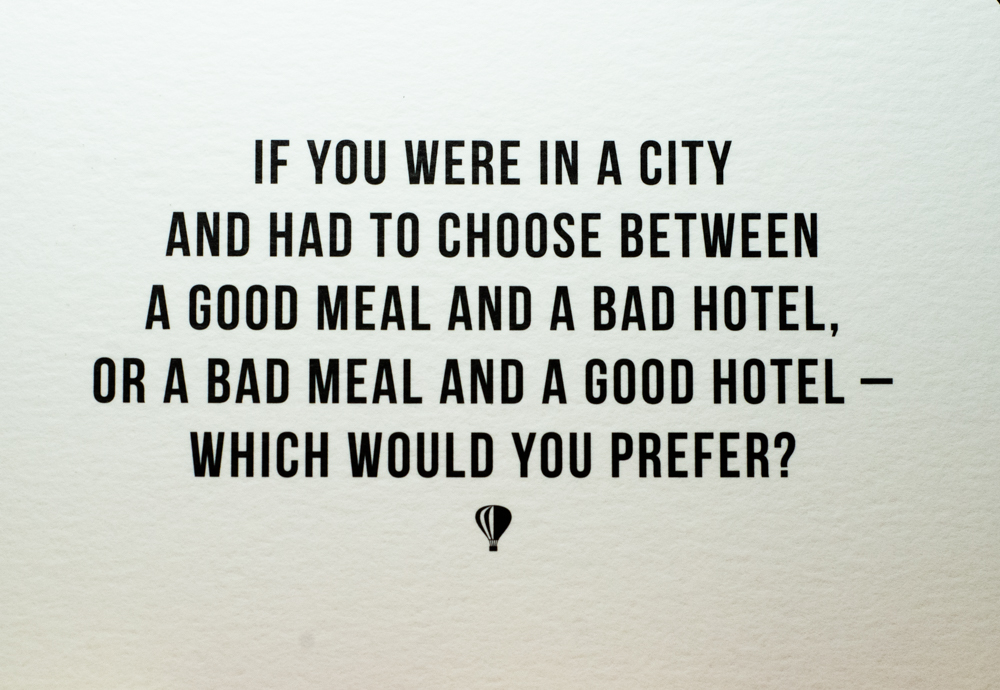 IF YOU WERE IN A CITY
AND HAD TO CHOOSE BETWEEN
A GOOD MEAL AND A BAD HOTEL,
OR A BAD MEAL AND A GOOD HOTEL –
WHICH WOULD YOU PREFER?